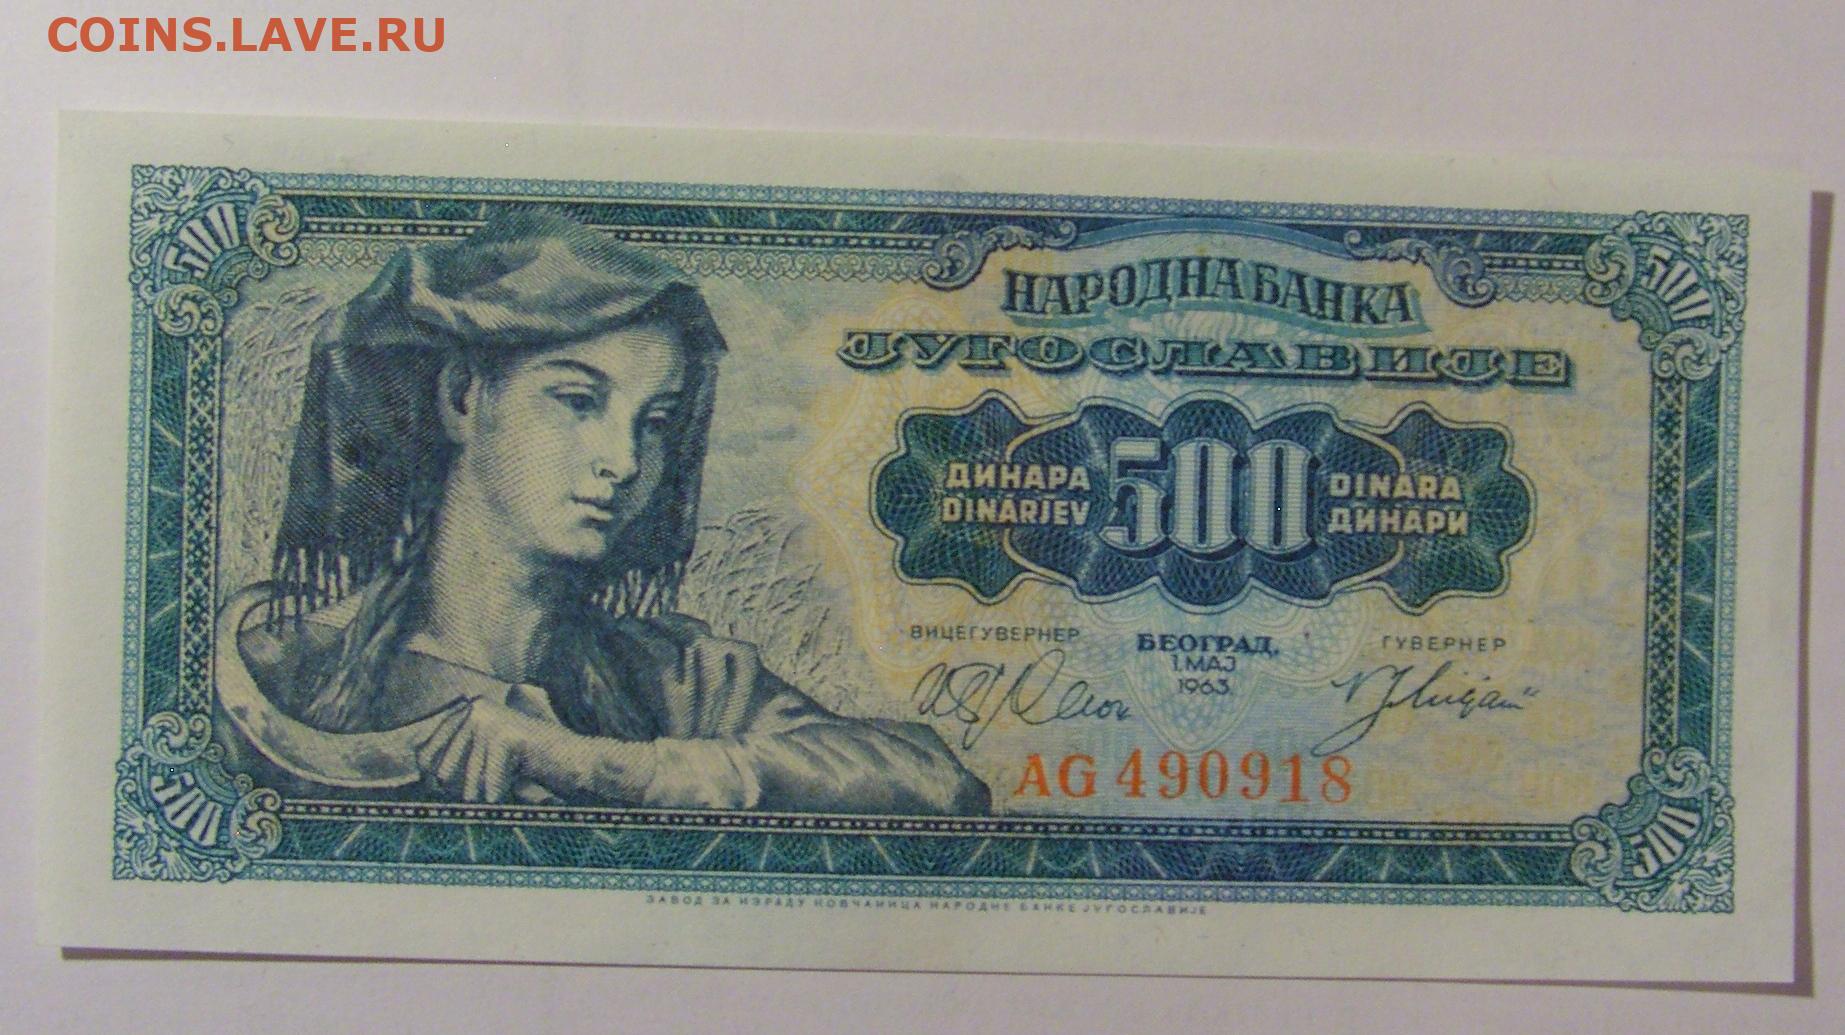 COINS.LAVE.RU
500
500
НАРОДНА БАНКА
ЈУГОСЛАВИЈЕ
ДИНАРА 500 DINARA
DINARJEV ДИНАРИ
ВИЦЕГУВЕРНЕР БЕОГРАД, ГУВЕРНЕР
1. МАЈ
1963.
AG 490918
500
500
ЗАВОД ЗА ИЗРАДУ НОВЧАНИЦА НАРОДНЕ БАНКЕ ЈУГОСЛАВИЈЕ